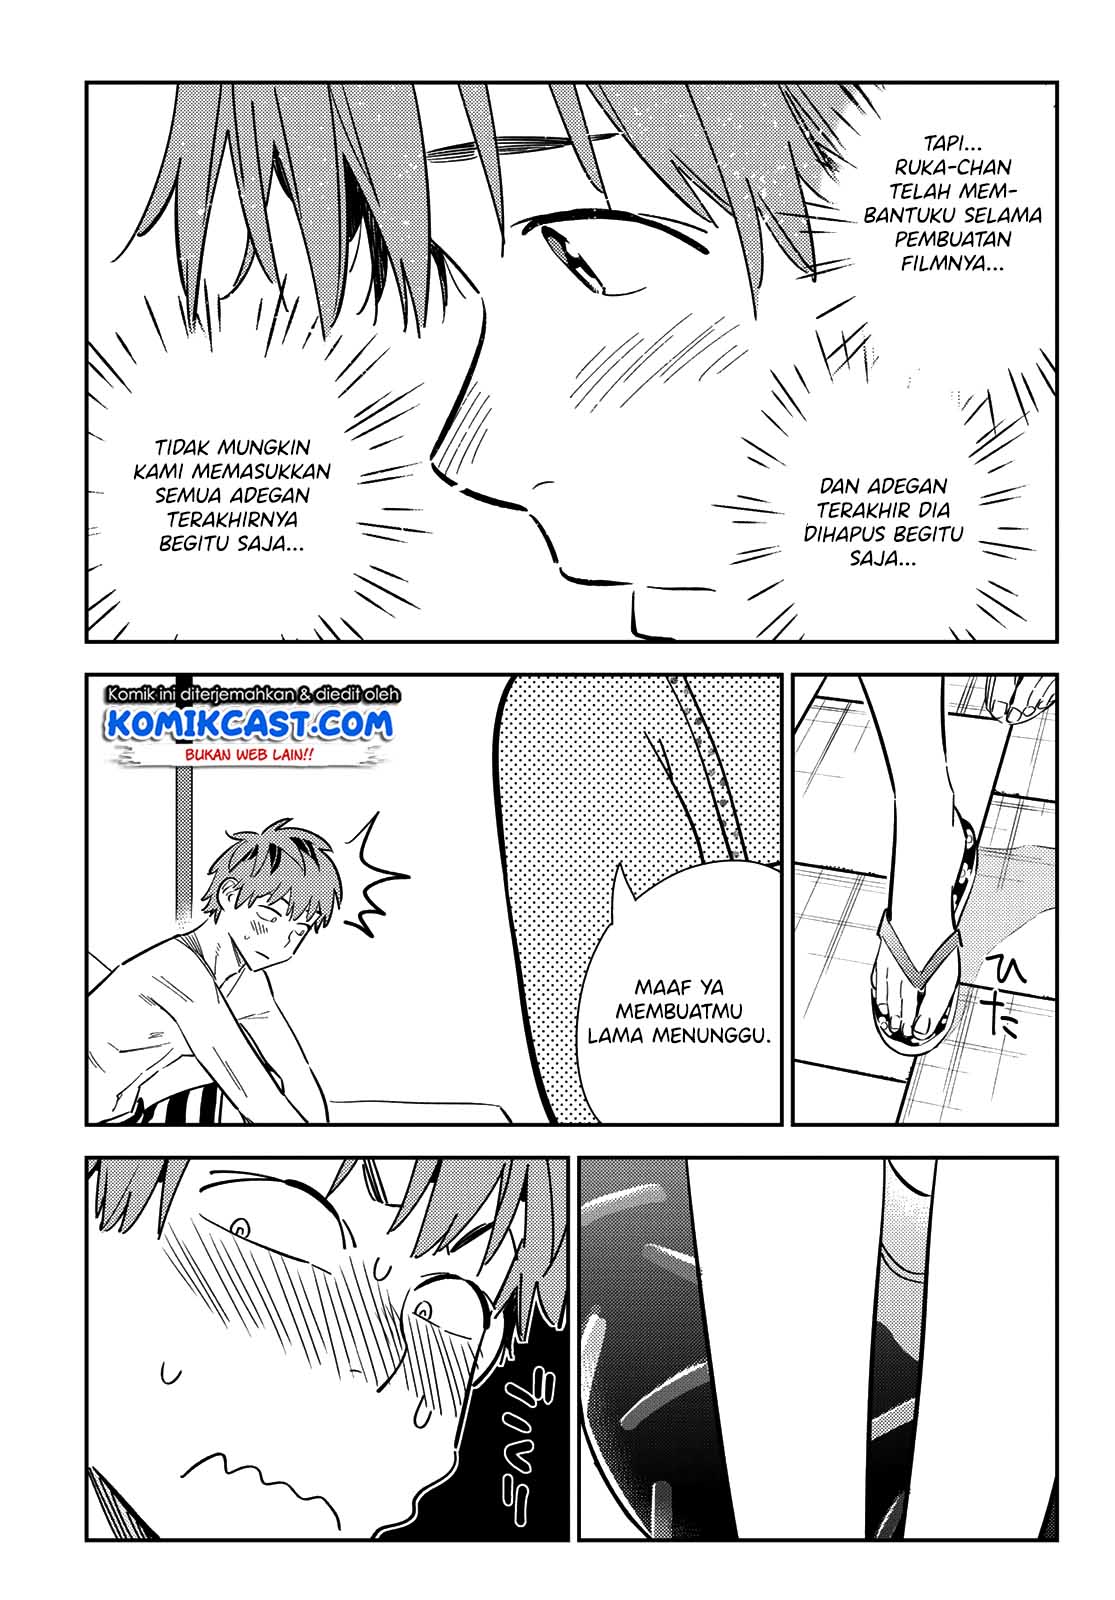 TAPI...
RUKA-CHAN
TELAH MEM-
BANTUKU SELAMA
PEMBUATAN
FILMNYA...
DAN ADEGAN
TERAKHIR DIA
DIHAPUS BEGITU
SAJA...
TIDAK MUNGKIN
KAMI MEMASUKKAN
SEMUA ADEGAN
TERAKHIRNYA
BEGITU SAJA...
ひた
MAAF YA
MEMBUATMU
LAMA MENUNGGU.
Komik ini diterjemahkan & diedit oleh
KOMIKCAST.COM
BUKAN WEB LAIN!!